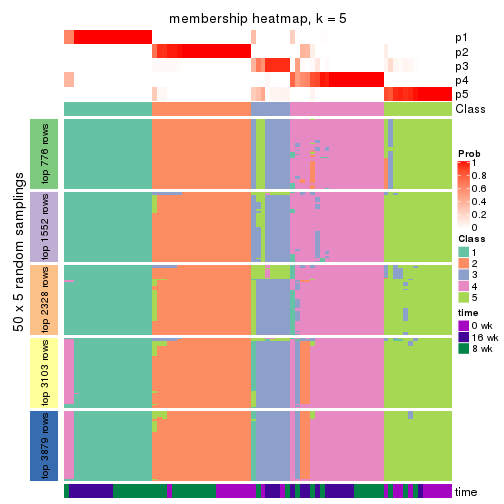 membership heatmap, k = 5
p1
p2
p3
p4
p5
Class
50 x 5 random samplings
top 776 rows
top 1552 rows
top 2328 rows
top 3103 rows
top 3879 rows
time
Prob
1
0.8
0.6
0.4
0.2
0
Class
1
2
3
4
5
time
0 wk
16 wk
8 wk